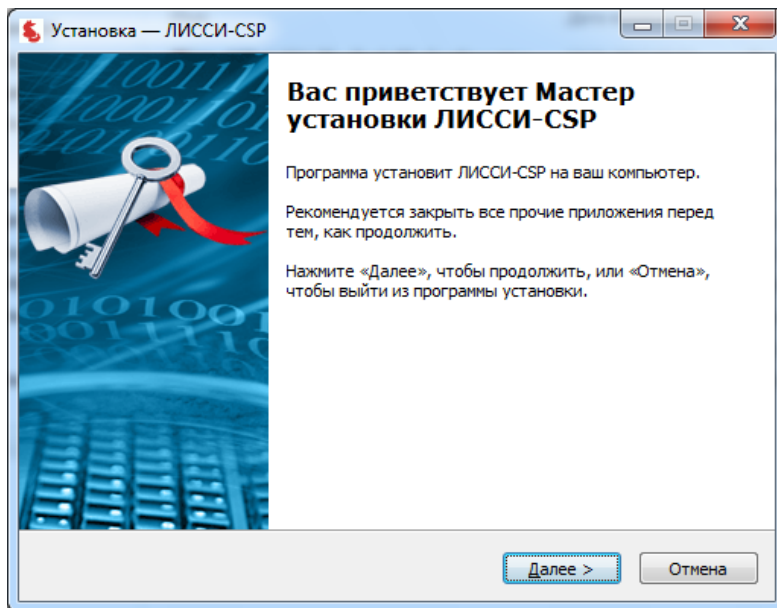 Установка — ЛИССИ-CSP
Вас приветствует Мастер
установки ЛИССИ-CSP
Программа установит ЛИССИ-CSP на ваш компьютер.
Рекомендуется закрыть все прочие приложения перед
тем, как продолжить.
Нажмите «Далее», чтобы продолжить, или «Отмена»,
чтобы выйти из программы установки.
Далее >
Отмена